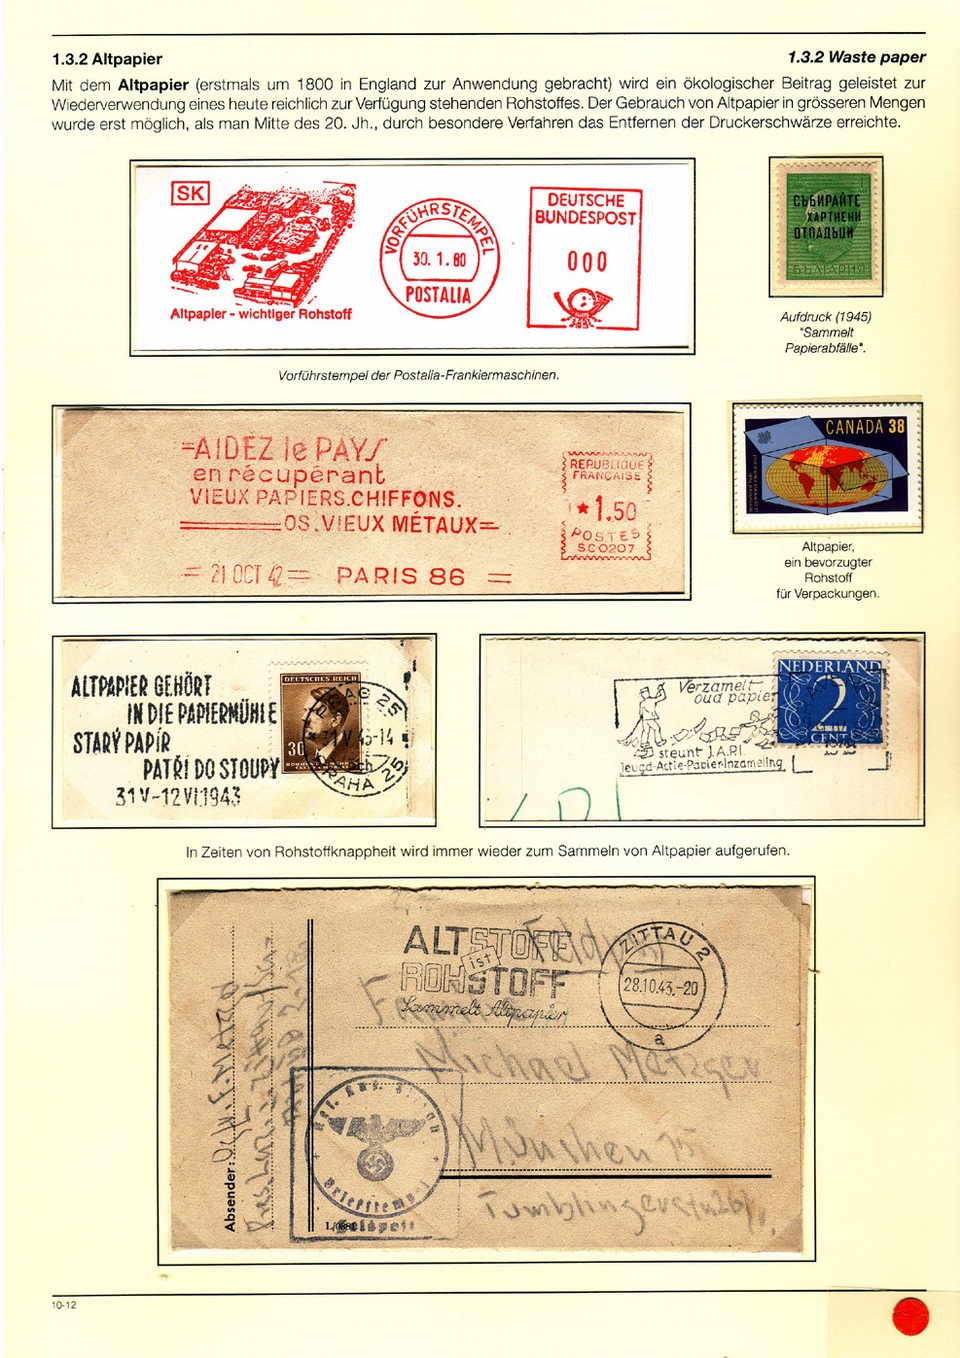 1.3.2 Altpapier
1.3.2 Waste paper
Mit dem Altpapier (erstmals um 1800 in England zur Anwendung gebracht) wird ein ökologischer Beitrag geleistet zur
Wiederverwendung eines heute reichlich zur Verfügung stehenden Rohstoffes. Der Gebrauch von Altpapier in grösseren Mengen
wurde erst möglich, als man Mitte des 20. Jh., durch besondere Verfahren das Entfernen der Druckerschwärze erreichte.
SK
Altpapier - wichtiger Rohstoff
VORFÜHRSTEMPEL
30.1.80
POSTALIA
DEUTSCHE
BUNDESPOST
000
СЪБИРАЙТЕ
ХАРТИЕНИ
ОТПАДЪЦИ
БЪЛГАРИЯ
Aufdruck (1945)
"Sammelt
Papierabfälle".
Vorführstempel der Postalia-Frankiermaschinen.
=AIDEZ le PAYS
en récupérant
VIEUX PAPIERS.CHIFFONS.
OS.VIEUX MÉTAUX=
= 21 OCT 42 = PARIS 86 =
REPUBLIQUE
FRANÇAISE
*1.50
POSTES
SC0207
CANADA 38
Altpapier,
ein bevorzugter
Rohstoff
für Verpackungen.
ALTPAPIER GEHÖRT
IN DIE PAPIERMÜHLE
STARÝ PAPÍR
PATŘÍ DO STOUPY
31 V-12 VI.1943
DEUTSCHES REICH
30
PRAG 25
PRAHA 25
Verzamelt
oud papier
steunt J.A.P.I.
Jeugd-Actie-Papier-Inzameling
NEDERLAND
2
CENT
In Zeiten von Rohstoffknappheit wird immer wieder zum Sammeln von Altpapier aufgerufen.
ALTSTOFF
ist
ROHSTOFF
Sammelt Altpapier
ZITTAU 2
28.10.43.-20
a
Michael Metzger
München 15
Absender:
Briefstempel
Feldpost
10-12